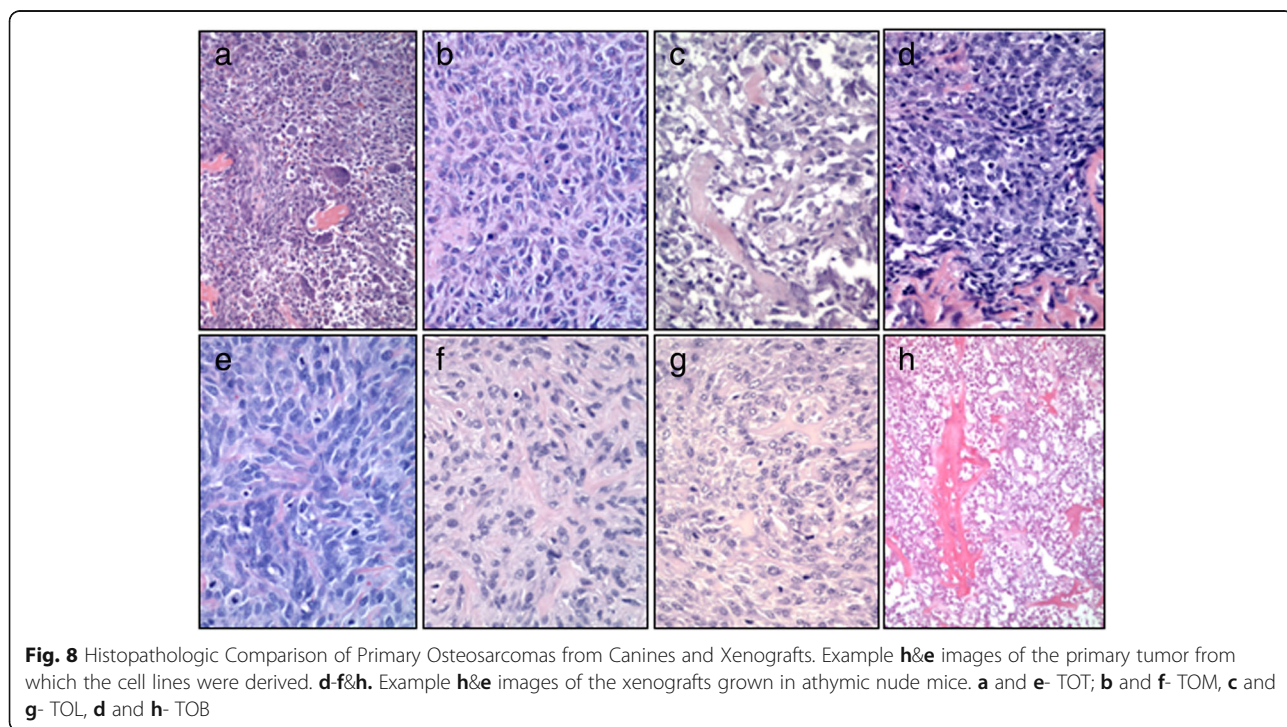 a b c d
e f g h
Fig. 8 Histopathologic Comparison of Primary Osteosarcomas from Canines and Xenografts. Example h&e images of the primary tumor from
which the cell lines were derived. d-f&h. Example h&e images of the xenografts grown in athymic nude mice. a and e- TOT; b and f- TOM, c and
g- TOL, d and h- TOB